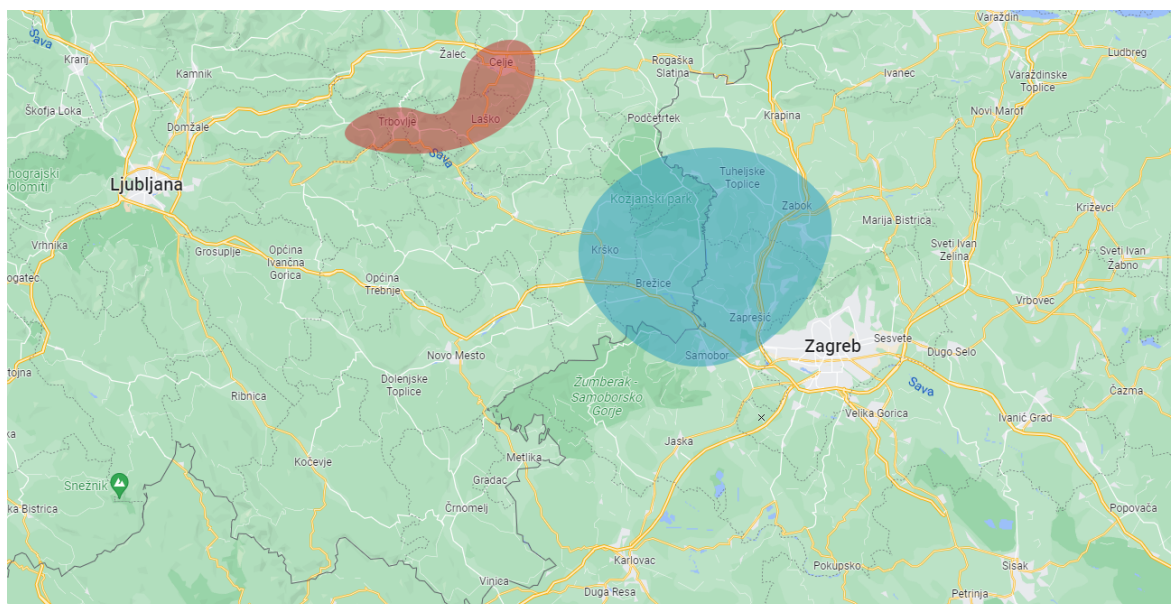 Sava
Kranj
Varaždin
Žalec
Celje
Rogaška
Slatina
Ludbreg
Kamnik
Ivanec
Varaždinske
Toplice
Škofja Loka
Novi Marof
Domžale
Trbovlje
Laško
Podčetrtek
Krapina
Sava
Ljubljana
Tuheljske
Toplice
Kozjanski park
Zabok
Križevci
Marija Bistrica
Vrhnika
Grosuplje
Općina
Ivančna
Gorica
Krško
Sveti Ivan
Zelina
Sveti Ivan
Žabno
Općina
Trebnje
Brežice
Vrbovec
Zaprešić
Zagreb
Sesvete
Novo Mesto
Samobor
Dugo Selo
Dolenjske
Toplice
Žumberak -
Samoborsko
Gorje
Sava
Ribnica
Čazma
Velika Gorica
Ivanić Grad
Jaska
Kočevje
Metlika
Gradac
Snežnik
Črnomelj
Popovača
Karlovac
Pokupsko
Sisak
Vinica
Duga Resa
Petrinja